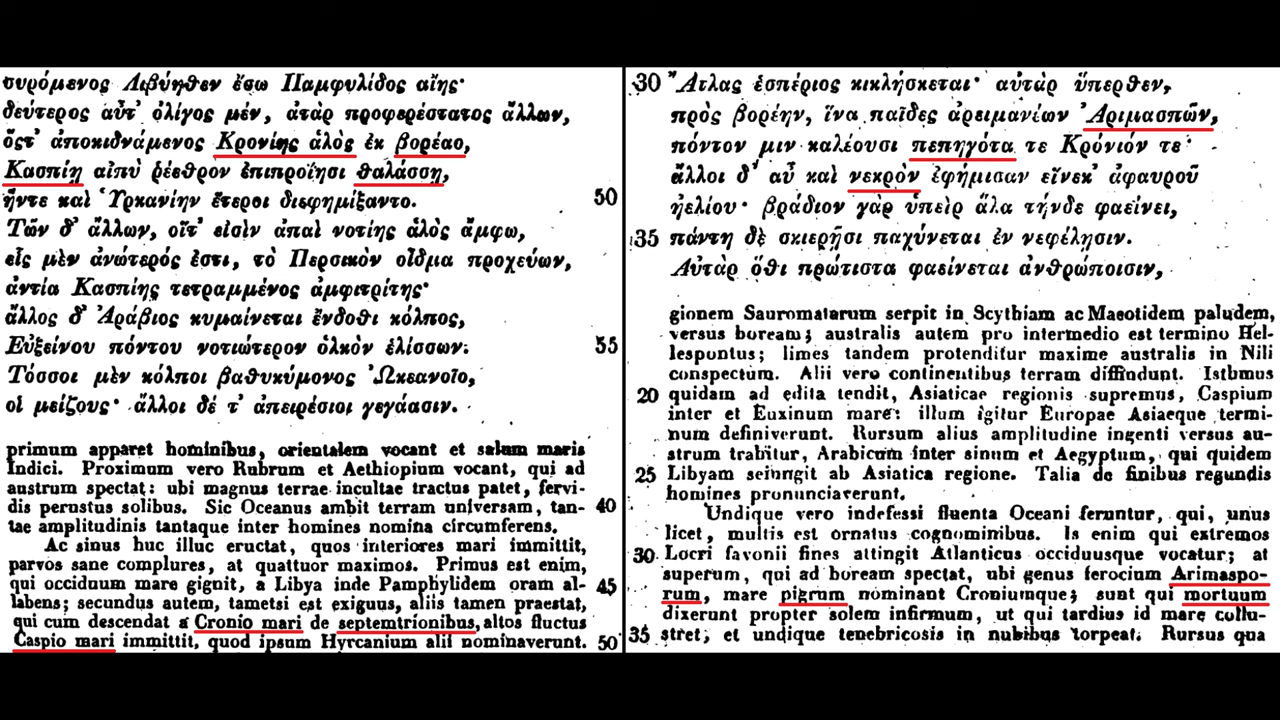 συρόμενος Λιβύηθεν ἔσω Παμφυλίδος αἴης·
δεύτερος αὖτ' ὀλίγος μέν, ἀτὰρ προφερέστατος ἄλλων,
ὅστ' ἀποκιδνάμενος Κρονίης ἁλὸς ἐκ βορέαο,
Κασπίῃ αἰπὺ ῥέεθρον ἐπιπροΐησι θαλάσσῃ,
ἥντε καὶ Ὑρκανίην ἕτεροι διεφημίξαντο. 50
Τῶν δ' ἄλλων, οἵτ' εἰσὶν ἀπαὶ νοτίης ἁλὸς ἄμφω,
εἷς μὲν ἀνώτερός ἐστι, τὸ Περσικὸν οἶδμα προχεύων,
ἀντία Κασπίης τετραμμένος ἀμφιτρίτης·
ἄλλος δ' Ἀράβιος κυμαίνεται ἔνδοθι κόλπος,
Εὐξείνου πόντου νοτιώτερον ὁλκὸν ἑλίσσων. 55
Τόσσοι μὲν κόλποι βαθυκύμονος Ὠκεανοῖο,
οἱ μείζους· ἄλλοι δέ τ' ἀπειρέσιοι γεγάασιν.
primum apparet hominibus, orientalem vocant et salum maris
Indici. Proximum vero Rubrum et Aethiopium vocant, qui ad
austrum spectat: ubi magnus terrae incultae tractus patet, fervi-
dis perustus solibus. Sic Oceanus ambit terram universam, tan- 40
tae amplitudinis tantaque inter homines nomina circumferens.
Ac sinus huc illuc eructat, quos interiores mari immittit,
parvos sane complures, at quattuor maximos. Primus est enim,
qui occiduum mare gignit, a Libya inde Pamphylidem oram al- 45
labens; secundus autem, tametsi est exiguus, aliis tamen praestat,
qui cum descendat a Cronio mari de septemtrionibus, altos fluctus
Caspio mari immittit, quod ipsum Hyrcanium alii nominaverunt. 50
30 Ἄτλας ἑσπέριος κικλήσκεται· αὐτὰρ ὕπερθεν,
πρὸς βορέην, ἵνα παῖδες ἀρειμανέων Ἀριμασπῶν,
πόντον μιν καλέουσι πεπηγότα τε Κρόνιόν τε·
ἄλλοι δ' αὖ καὶ νεκρὸν ἐφήμισαν εἵνεκ' ἀφαυροῦ
ἠελίου· βράδιον γὰρ ὑπεὶρ ἅλα τήνδε φαείνει,
35 πάντη δὲ σκιερῇσι παχύνεται ἐν νεφέλῃσιν.
Αὐτὰρ ὅθι πρώτιστα φαείνεται ἀνθρώποισιν,
gionem Sauromatarum serpit in Scythiam ac Maeotidem paludem,
versus boream; australis autem pro intermedio est termino Hel-
lespontus; limes tandem protenditur maxime australis in Nili
conspectum. Alii vero continentibus terram diffindunt. Isthmus
20 quidam ad edita tendit, Asiaticae regionis supremus, Caspium
inter et Euxinum mare: illum igitur Europae Asiaeque termi-
num definiverunt. Rursum alius amplitudine ingenti versus au-
strum trahitur, Arabicum inter sinum et Aegyptum, qui quidem
25 Libyam seiungit ab Asiatica regione. Talia de finibus regundis
homines pronunciaverunt.
Undique vero indefessi fluenta Oceani feruntur, qui, unus
licet, multis est ornatus cognominibus. Is enim qui extremos
30 Locri favonii fines attingit Atlanticus occiduusque vocatur; at
superum, qui ad boream spectat, ubi genus ferocium Arimaspo-
rum, mare pigrum nominant Croniumque; sunt qui mortuum
dixerunt propter solem infirmum, ut qui tardius id mare collu-
35 stret, et undique tenebricosis in nubibus torpeat. Rursus qua